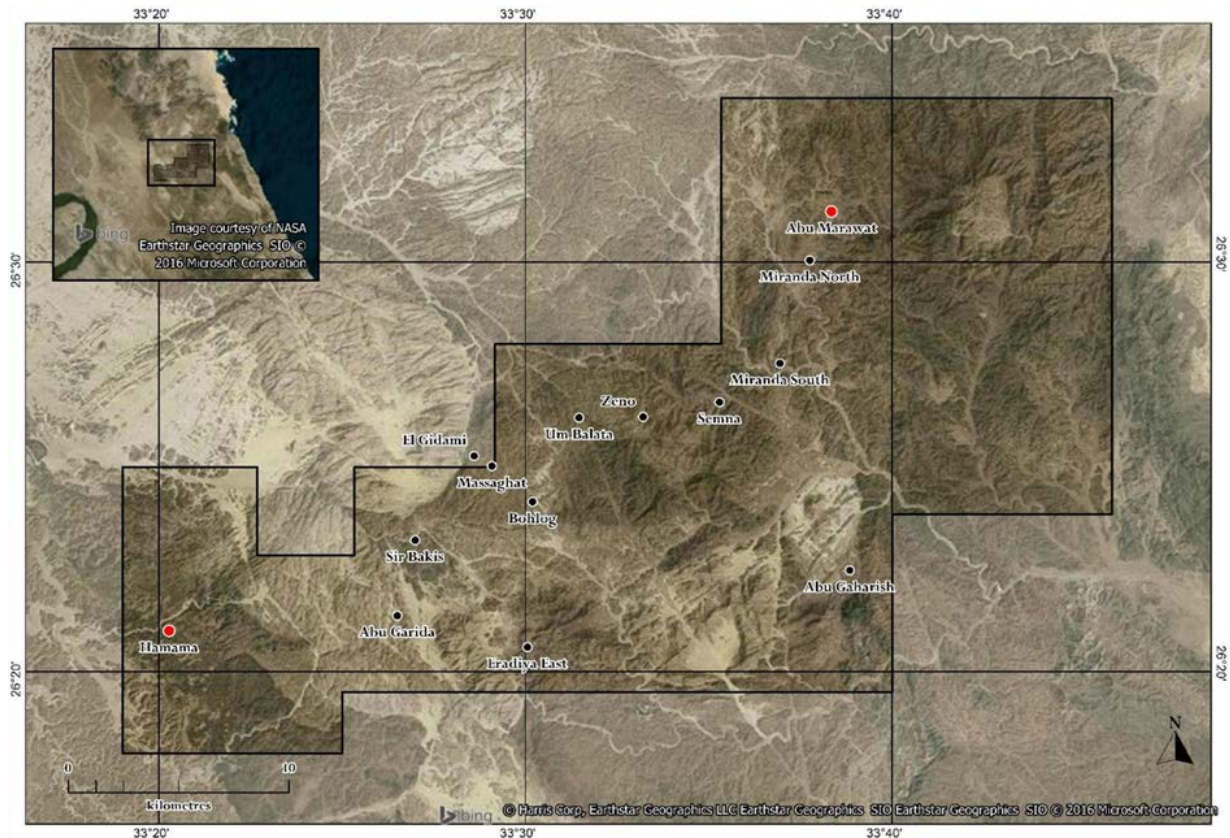 33°20'
33°30'
33°40'
bing
Image courtesy of NASA
Earthstar Geographics SIO ©
2016 Microsoft Corporation
Abu Marawat
26°30'
26°30'
Miranda North
Miranda South
Zeno
Semna
Um Balata
El Gidami
Massaghat
Bohlog
Sir Bakis
Abu Gaharish
Abu Garida
Hamama
Eradiya East
26°20'
26°20'
N
0
10
kilometres
bing
© Harris Corp, Earthstar Geographics LLC Earthstar Geographics SIO Earthstar Geographics SIO © 2016 Microsoft Corporation
33°20'
33°30'
33°40'